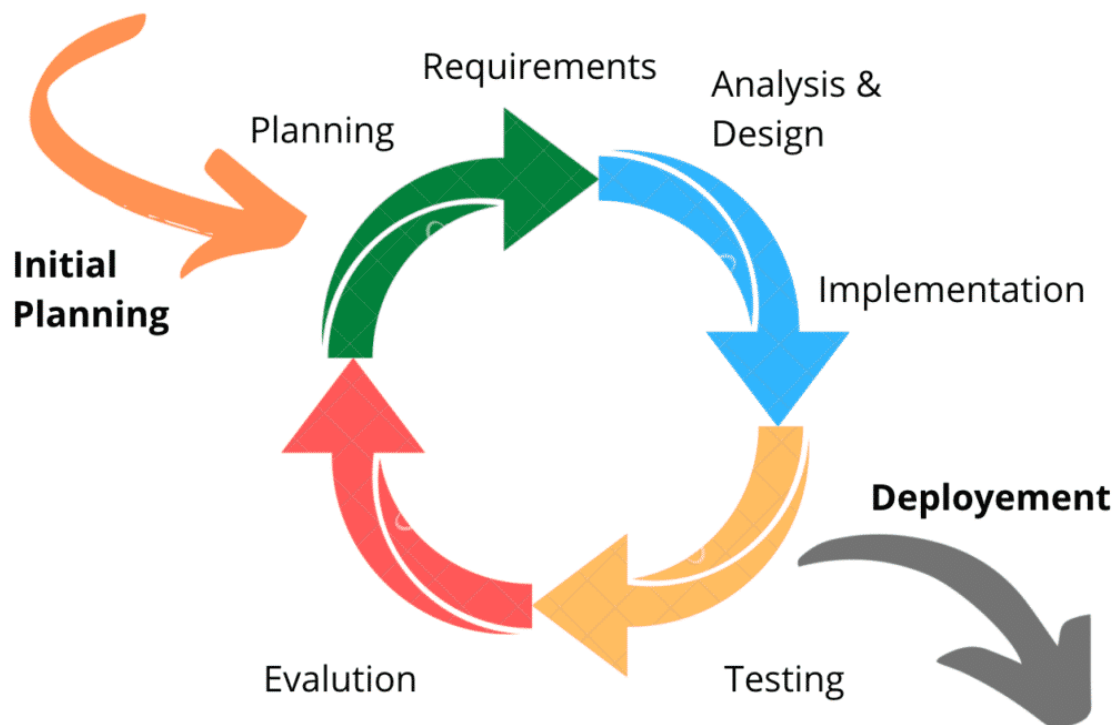 Requirements
Analysis &
Design
Planning
Initial
Planning
Implementation
Deployement
Evalution
Testing